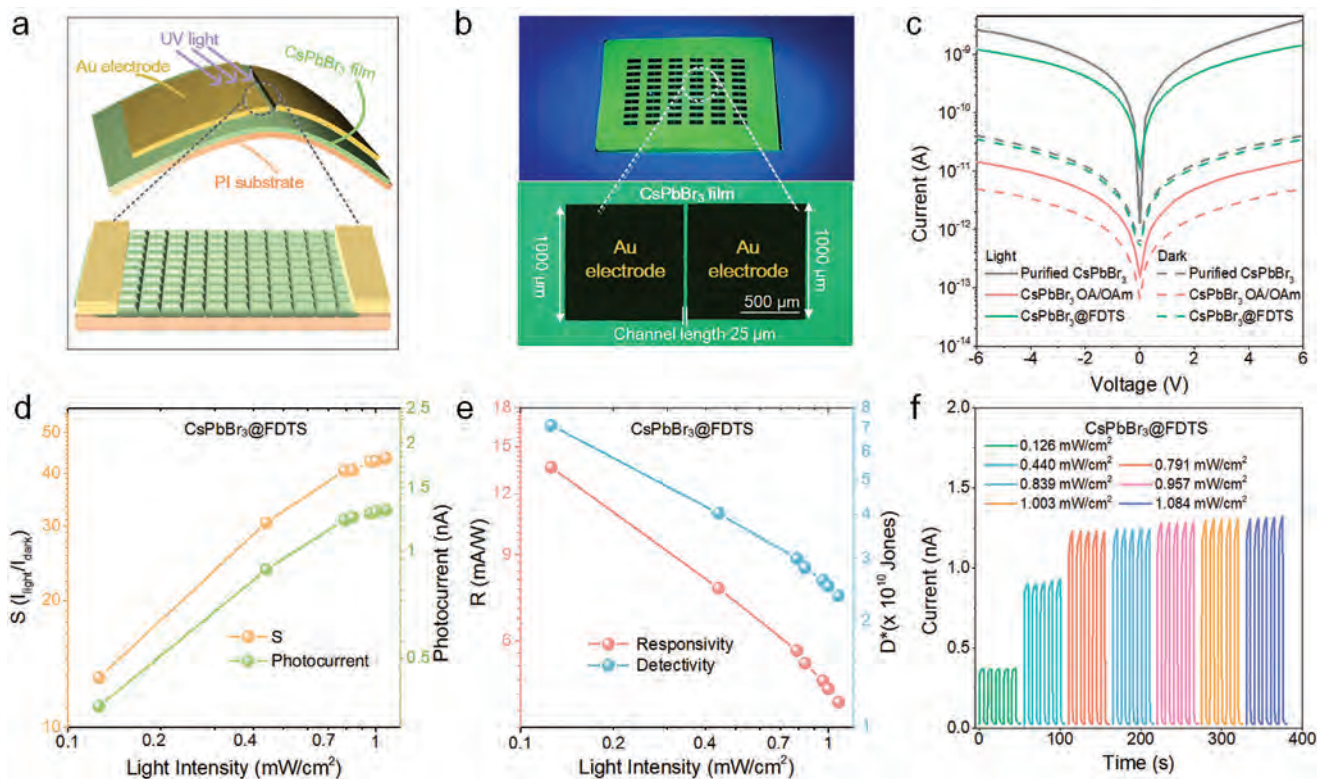 a
UV light
Au electrode
CsPbBr₃ film
PI substrate
b
CsPbBr₃ film
1000 µm
Au
electrode
Au
electrode
1000 µm
500 µm
Channel length 25 µm
c
Current (A)
10⁻⁹
10⁻¹⁰
10⁻¹¹
10⁻¹²
10⁻¹³
10⁻¹⁴
Light
Purified CsPbBr₃
CsPbBr₃ OA/OAm
CsPbBr₃@FDTS
Dark
Purified CsPbBr₃
CsPbBr₃ OA/OAm
CsPbBr₃@FDTS
-6 -4 -2 0 2 4 6
Voltage (V)
d
CsPbBr₃@FDTS
S (I_light/I_dark)
50
40
30
20
10
Photocurrent (nA)
2.5
2
1.5
1
0.5
S
Photocurrent
0.1 0.2 0.4 0.7 1
Light Intensity (mW/cm²)
e
CsPbBr₃@FDTS
R (mA/W)
18
15
12
9
6
D*(x 10¹⁰ Jones)
8
7
6
5
4
3
2
1
Responsivity
Detectivity
0.1 0.2 0.4 0.7 1
Light Intensity (mW/cm²)
f
CsPbBr₃@FDTS
Current (nA)
2.0
1.5
1.0
0.5
0.0
0.126 mW/cm²
0.440 mW/cm² 0.791 mW/cm²
0.839 mW/cm² 0.957 mW/cm²
1.003 mW/cm² 1.084 mW/cm²
0 100 200 300 400
Time (s)